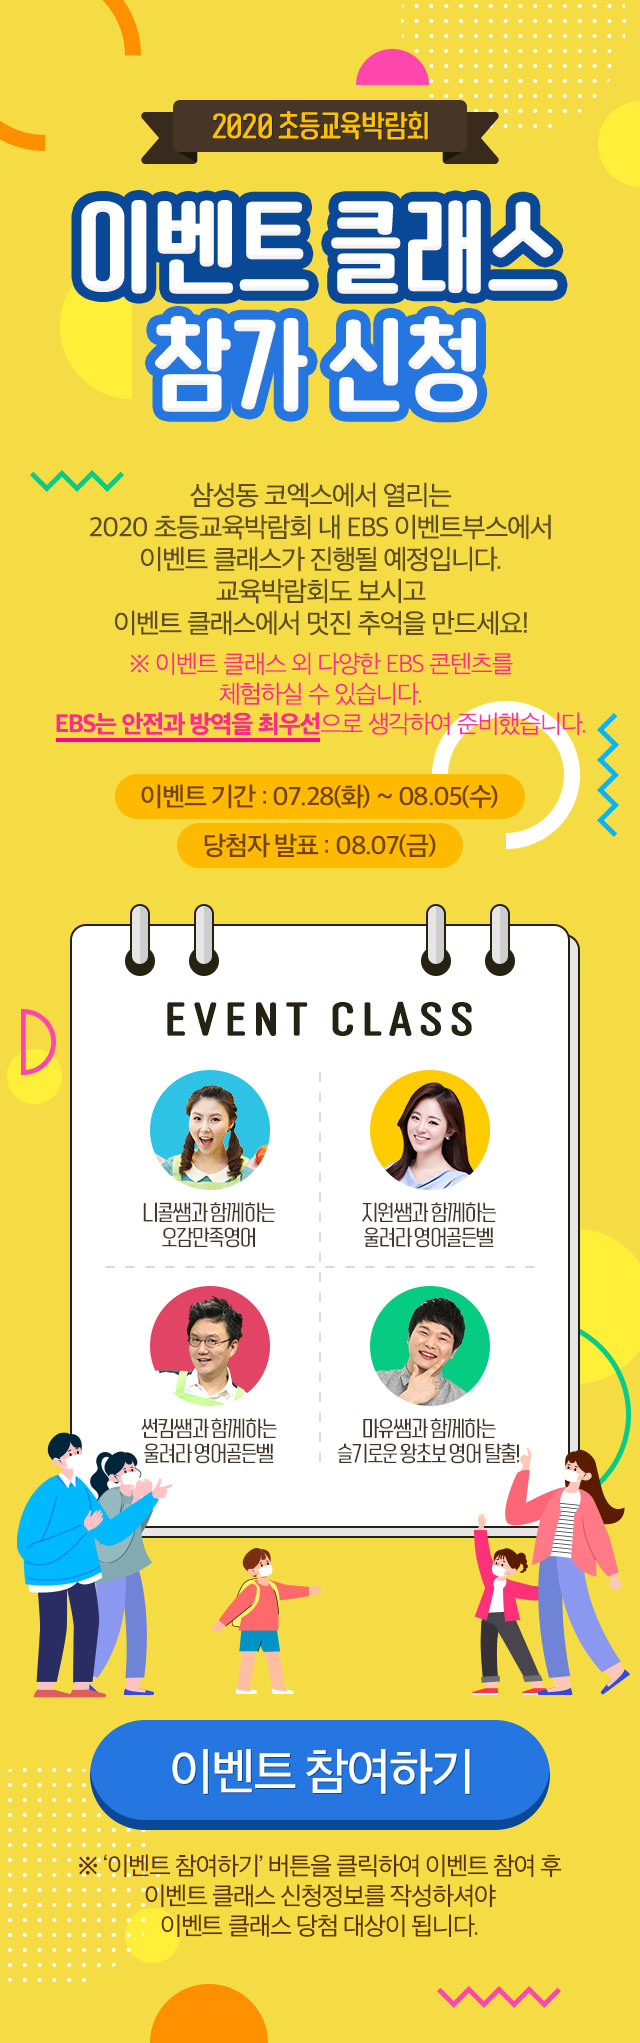 2020 초등교육박람회
이벤트 클래스
참가 신청
삼성동 코엑스에서 열리는
2020 초등교육박람회 내 EBS 이벤트부스에서
이벤트 클래스가 진행될 예정입니다.
교육박람회도 보시고
이벤트 클래스에서 멋진 추억을 만드세요!
※ 이벤트 클래스 외 다양한 EBS 콘텐츠를
체험하실 수 있습니다.
EBS는 안전과 방역을 최우선으로 생각하여 준비했습니다.
이벤트 기간 : 07.28(화) ~ 08.05(수)
당첨자 발표 : 08.07(금)
EVENT CLASS
니콜쌤과 함께하는
오감만족영어
지원쌤과 함께하는
울려라 영어골든벨
썬킴쌤과 함께하는
울려라 영어골든벨
마유쌤과 함께하는
슬기로운 왕초보 영어 탈출!
이벤트 참여하기
※ ‘이벤트 참여하기’ 버튼을 클릭하여 이벤트 참여 후
이벤트 클래스 신청정보를 작성하셔야
이벤트 클래스 당첨 대상이 됩니다.